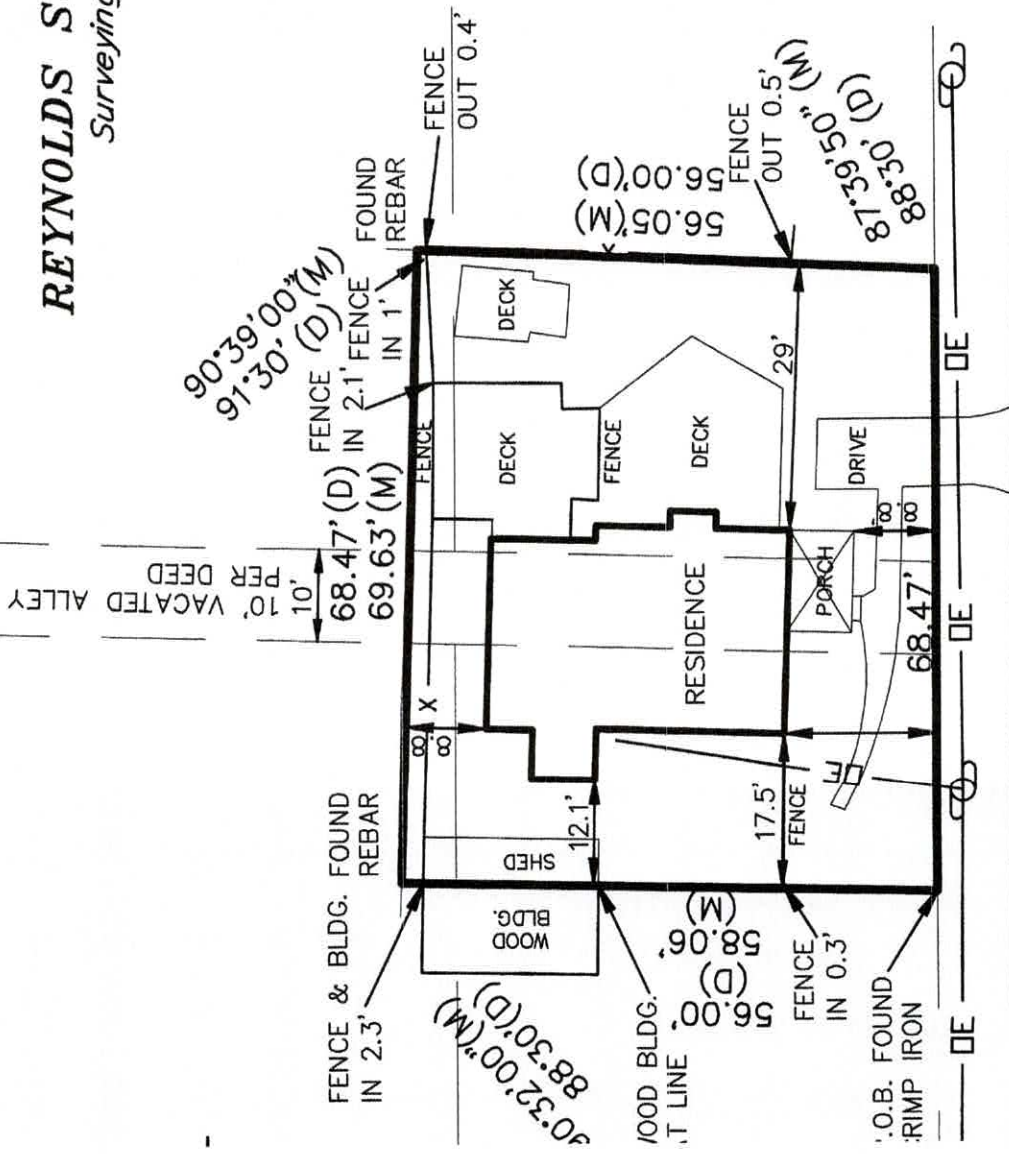 REYNOLDS S
Surveying
FENCE
OUT 0.4'
FOUND
REBAR
90°39'00"(M)
91°30' (D)
FENCE
IN 1'
FENCE
IN 2.1'
10' VACATED ALLEY
PER DEED
10'
68.47' (D)
69.63' (M)
FENCE & BLDG.
IN 2.3'
FOUND
REBAR
8.8'
X
FENCE
DECK
DECK
FENCE
DECK
x
56.05'(M)
56.00'(D)
FENCE
OUT 0.5'
87°39'50" (M)
88°30' (D)
29'
RESIDENCE
SHED
WOOD
BLDG.
12.1'
17.5'
FENCE
PORCH
DRIVE
8.8'
68.47'
90°32'00"(M)
88°30'(D)
WOOD BLDG.
AT LINE
56.00'
(D)
58.06'
(M)
FENCE
IN 0.3'
.O.B. FOUND
CRIMP IRON
OE
OE
OE
OE